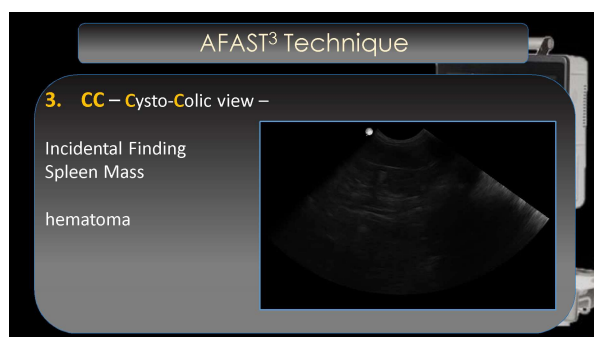 AFAST³ Technique
3. CC – Cysto-Colic view –
Incidental Finding
Spleen Mass
hematoma